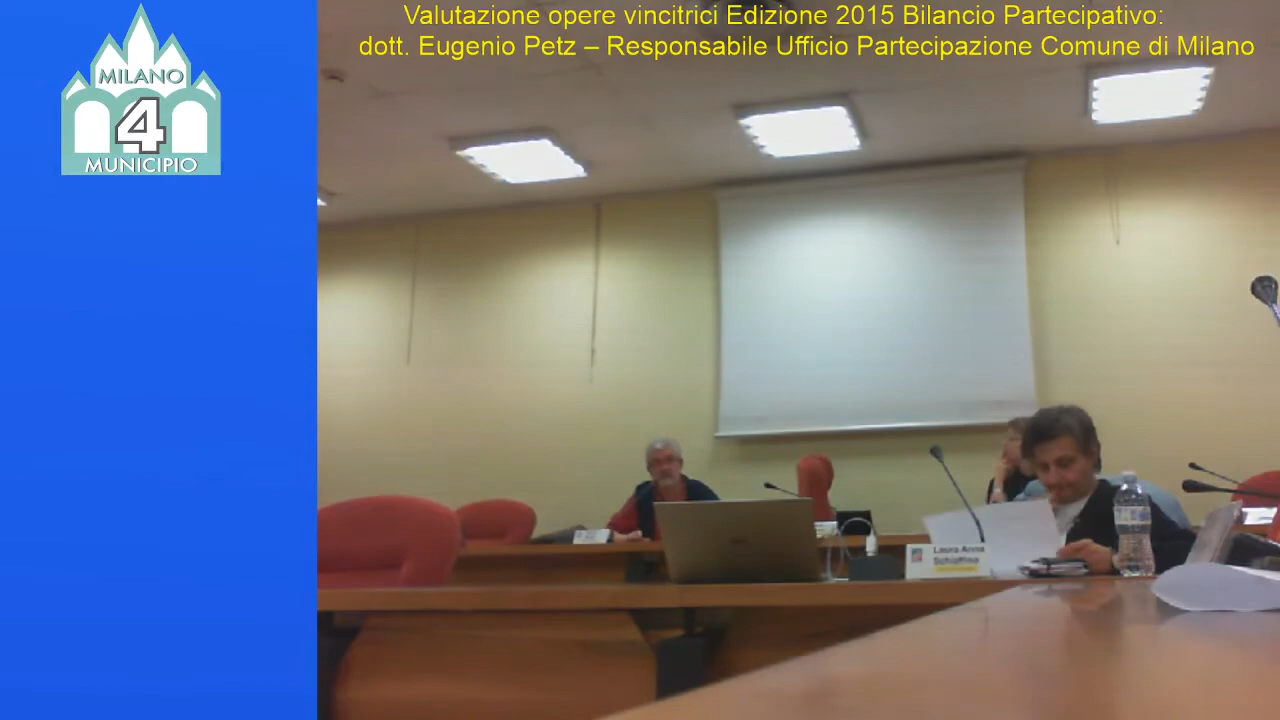 Valutazione opere vincitrici Edizione 2015 Bilancio Partecipativo:
dott. Eugenio Petz – Responsabile Ufficio Partecipazione Comune di Milano
MILANO
4
MUNICIPIO
Laura Anna
Schiaffino